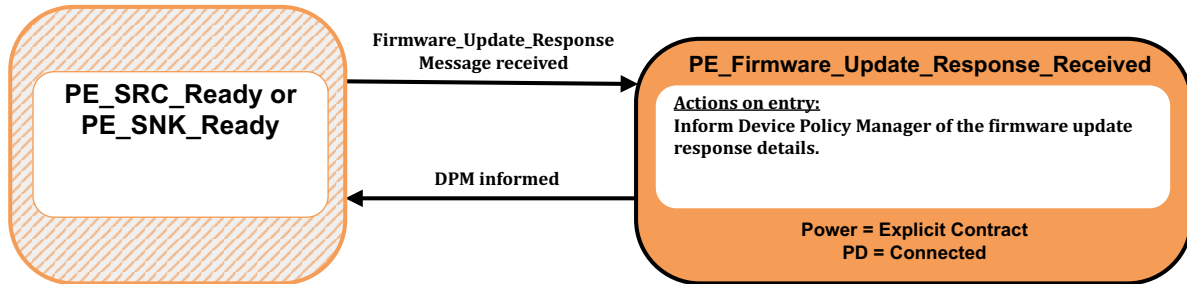 PE_SRC_Ready or
PE_SNK_Ready
Firmware_Update_Response
Message received
DPM informed
PE_Firmware_Update_Response_Received
Actions on entry:
Inform Device Policy Manager of the firmware update
response details.
Power = Explicit Contract
PD = Connected